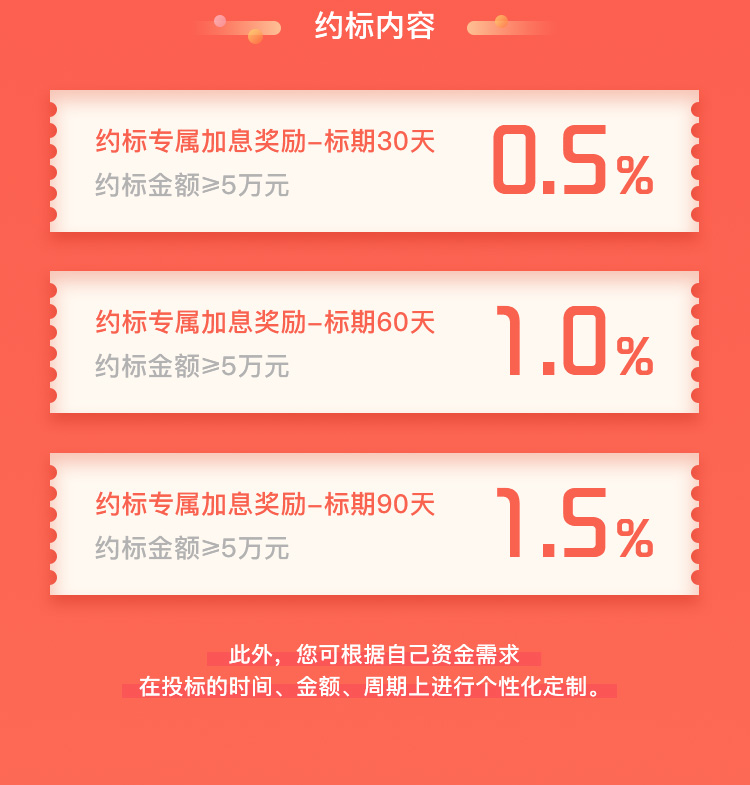 约标内容
约标专属加息奖励–标期30天
约标金额≥5万元
0.5%
约标专属加息奖励–标期60天
约标金额≥5万元
1.0%
约标专属加息奖励–标期90天
约标金额≥5万元
1.5%
此外，您可根据自己资金需求
在投标的时间、金额、周期上进行个性化定制。